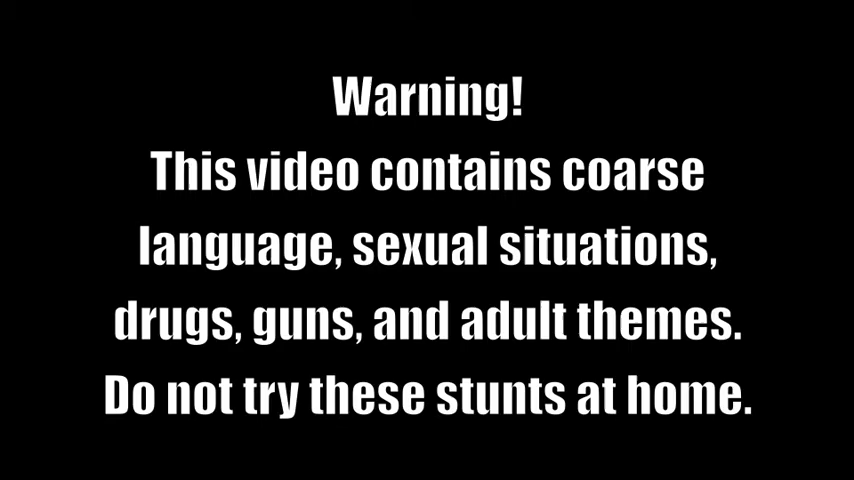 Warning!
This video contains coarse
language, sexual situations,
drugs, guns, and adult themes.
Do not try these stunts at home.